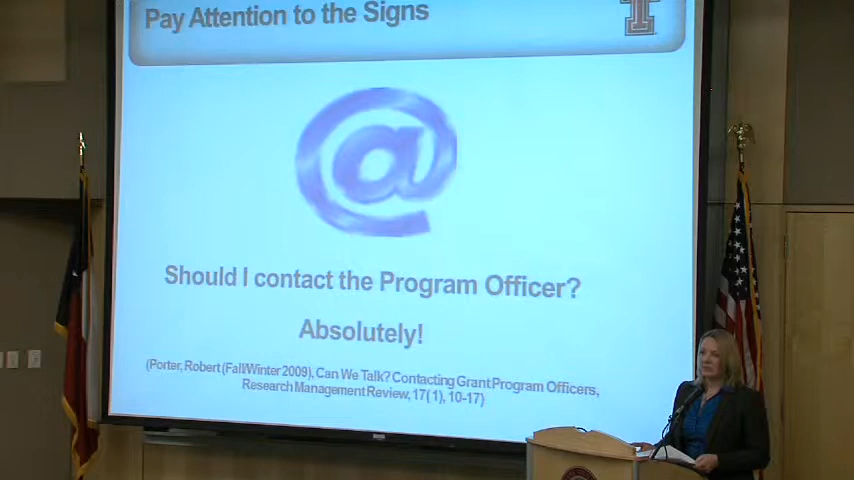 Pay Attention to the Signs
@
Should I contact the Program Officer?
Absolutely!
(Porter, Robert (Fall/Winter 2009), Can We Talk? Contacting Grant Program Officers,
Research Management Review, 17(1), 10-17)